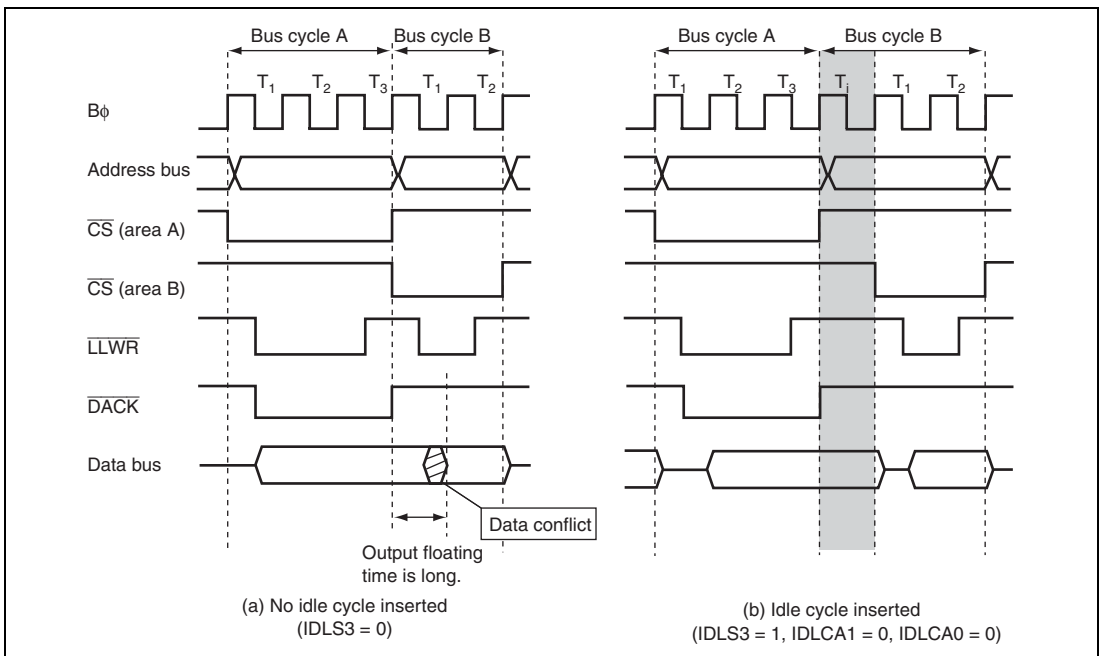 Bus cycle A Bus cycle B Bus cycle A Bus cycle B
T1 T2 T3 T1 T2 T1 T2 T3 Ti T1 T2
Bϕ
Address bus
CS (area A)
CS (area B)
LLWR
DACK
Data bus
Data conflict
Output floating
time is long.
(a) No idle cycle inserted
(IDLS3 = 0)
(b) Idle cycle inserted
(IDLS3 = 1, IDLCA1 = 0, IDLCA0 = 0)